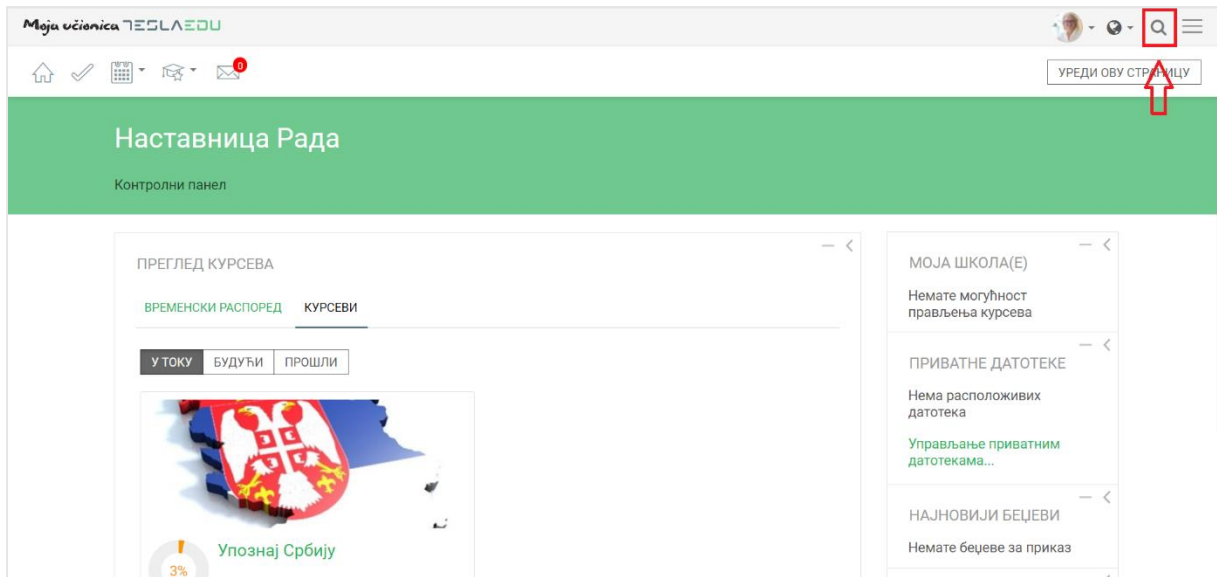 Moja učionica TESLAEDU
0
УРЕДИ ОВУ СТРАНИЦУ
Наставница Рада
Контролни панел
ПРЕГЛЕД КУРСЕВА
ВРЕМЕНСКИ РАСПОРЕД КУРСЕВИ
У ТОКУ БУДУЋИ ПРОШЛИ
Упознај Србију
3%
МОЈА ШКОЛА(Е)
Немате могућност
прављења курсева
ПРИВАТНЕ ДАТОТЕКЕ
Нема расположивих
датотека
Управљање приватним
датотекама...
НАЈНОВИЈИ БЕЏЕВИ
Немате беџеве за приказ